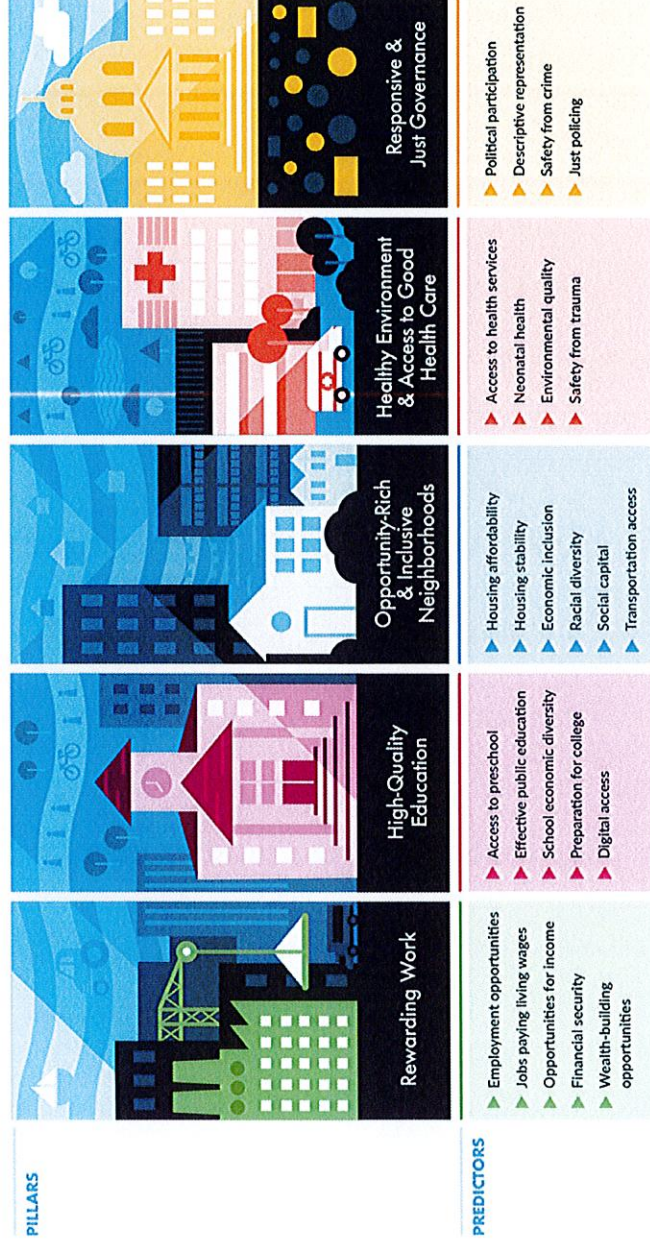 PILLARS
Rewarding Work
High-Quality
Education
Opportunity-Rich
& Inclusive
Neighborhoods
Healthy Environment
& Access to Good
Health Care
Responsive &
Just Governance
PREDICTORS
Employment opportunities
Jobs paying living wages
Opportunities for income
Financial security
Wealth-building
opportunities
Access to preschool
Effective public education
School economic diversity
Preparation for college
Digital access
Housing affordability
Housing stability
Economic inclusion
Racial diversity
Social capital
Transportation access
Access to health services
Neonatal health
Environmental quality
Safety from trauma
Political participation
Descriptive representation
Safety from crime
Just policing